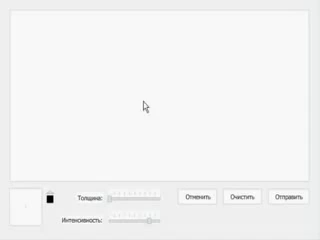 Толщина: Отменить Очистить Отправить
Интенсивность: